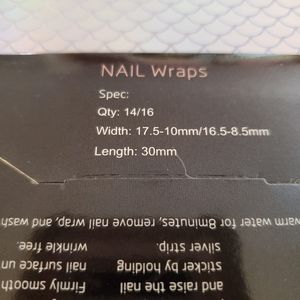 NAIL Wraps
Spec:
Qty: 14/16
Width: 17.5-10mm/16.5-8.5mm
Length: 30mm
and raise the nail
Firmly smooth
sticker by holding
nail surface un
silver strip.
wrinkle free.
warm water for 8minutes, remove nail wrap, and wash